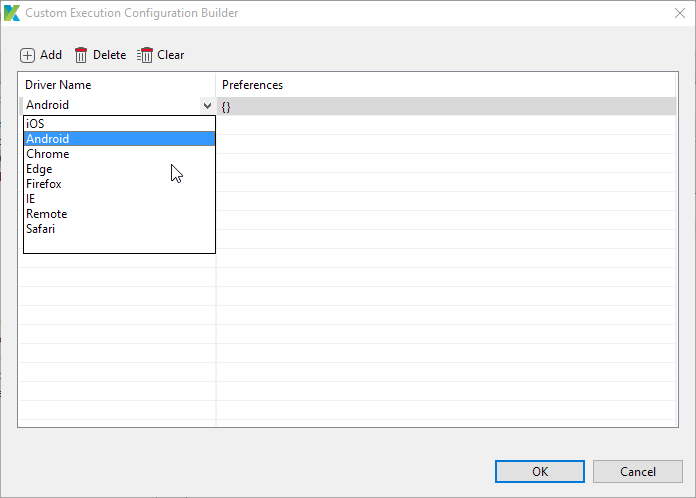 Custom Execution Configuration Builder
Add Delete Clear
Driver Name Preferences
Android {}
iOS
Android
Chrome
Edge
Firefox
IE
Remote
Safari
OK Cancel